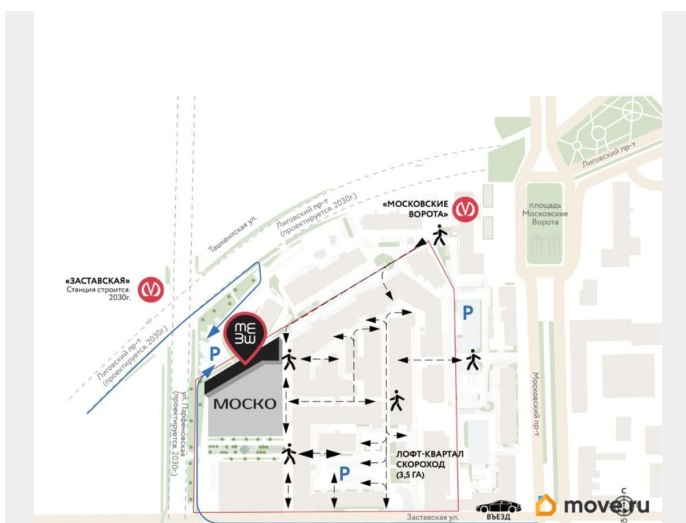 Лиговский пр-т
площадь
Московские
Ворота
«МОСКОВСКИЕ
ВОРОТА»
Ташкентская ул.
Лиговский пр-т
(проектируется, 2030г.)
«ЗАСТАВСКАЯ»
Станция строится.
2030г.
P
P
Лиговский пр-т
(проектируется, 2030г.)
ул. Парфёновская
(проектируется, 2030г.)
МОСКО
Московский пр-т
ЛОФТ-КВАРТАЛ
СКОРОХОД
(3,5 ГА)
P
Заставская ул.
ВЪЕЗД
move.ru
С
Ю